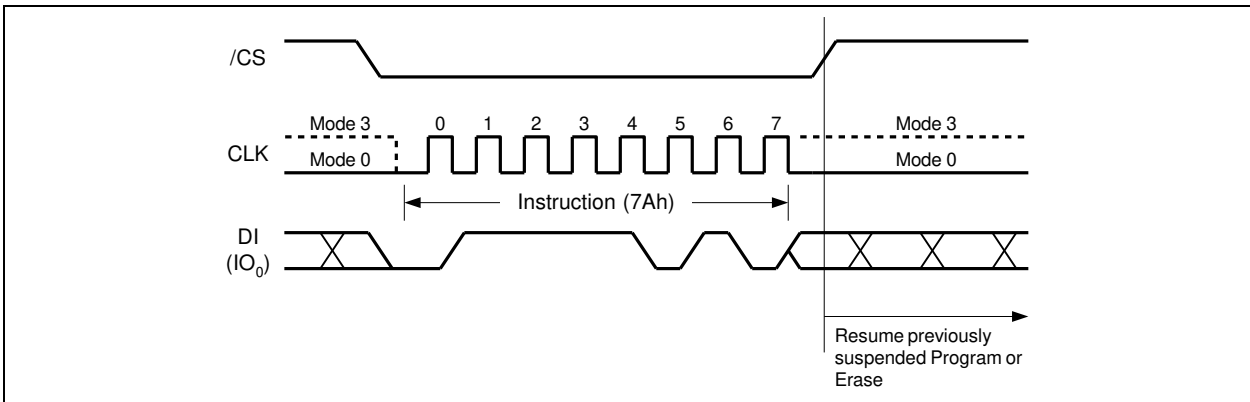 /CS
Mode 3 0 1 2 3 4 5 6 7 Mode 3
CLK
Mode 0 Mode 0
Instruction (7Ah)
DI
(IO0)
Resume previously
suspended Program or
Erase